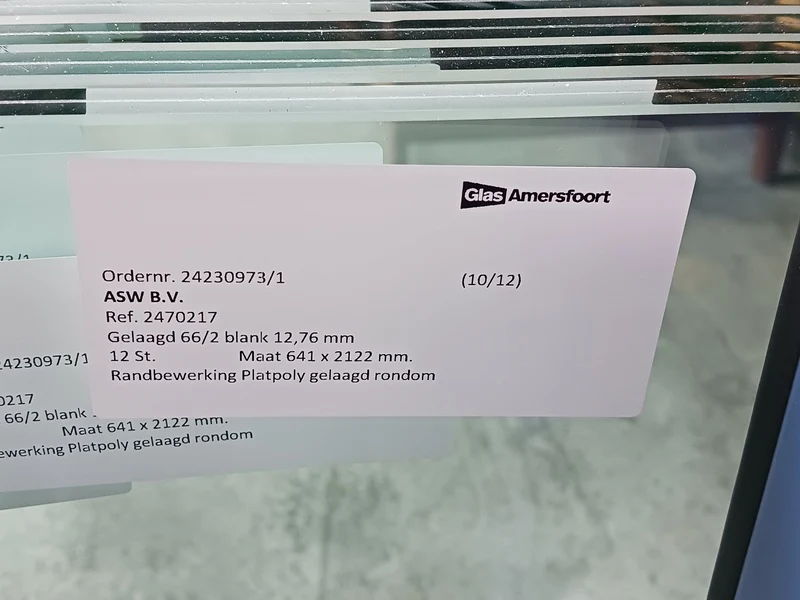 Glas Amersfoort
Ordernr. 24230973/1 (10/12)
ASW B.V.
Ref. 2470217
Gelaagd 66/2 blank 12,76 mm
12 St. Maat 641 x 2122 mm.
Randbewerking Platpoly gelaagd rondom
4230973/1
0217
66/2 blank
Maat 641 x 2122 mm.
ewerking Platpoly gelaagd rondom